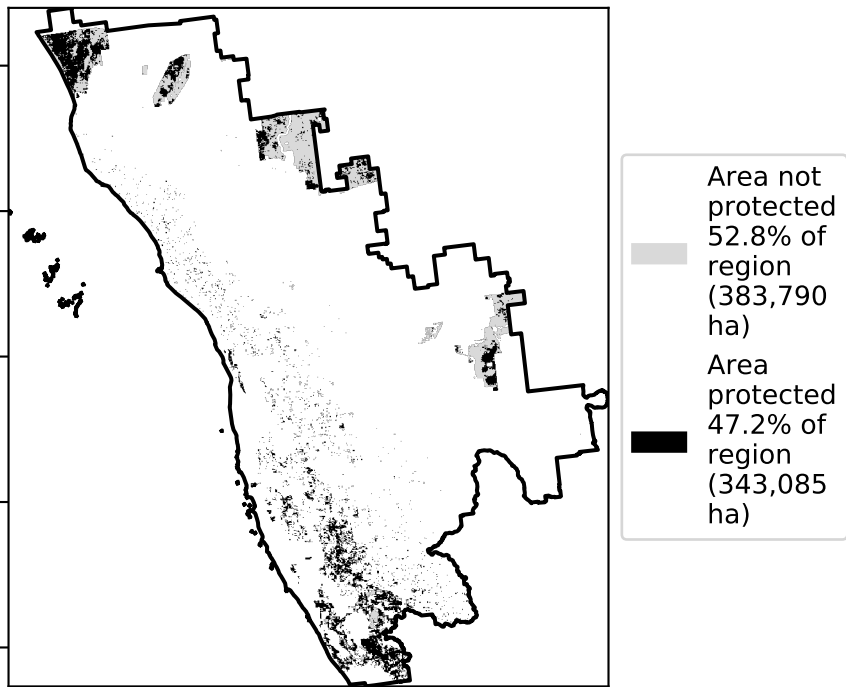 Area not
protected
52.8% of
region
(383,790
ha)
Area
protected
47.2% of
region
(343,085
ha)